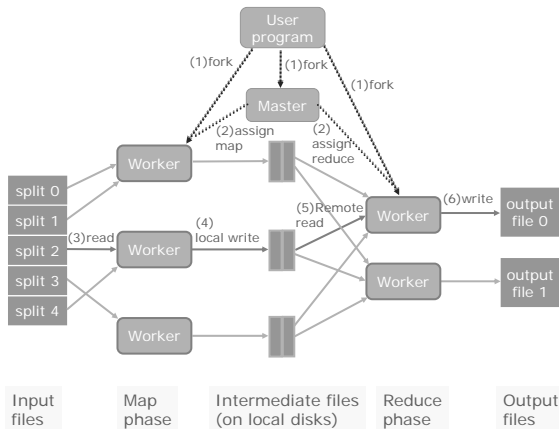 User
program
(1)fork
(1)fork
(1)fork
Master
(2)assign
map
(2)
assign
reduce
Worker
split 0
split 1
split 2
split 3
split 4
(3)read
(4)
local write
Worker
Worker
(5)Remote
read
Worker
(6)write
output
file 0
Worker
output
file 1
Input
files
Map
phase
Intermediate files
(on local disks)
Reduce
phase
Output
files